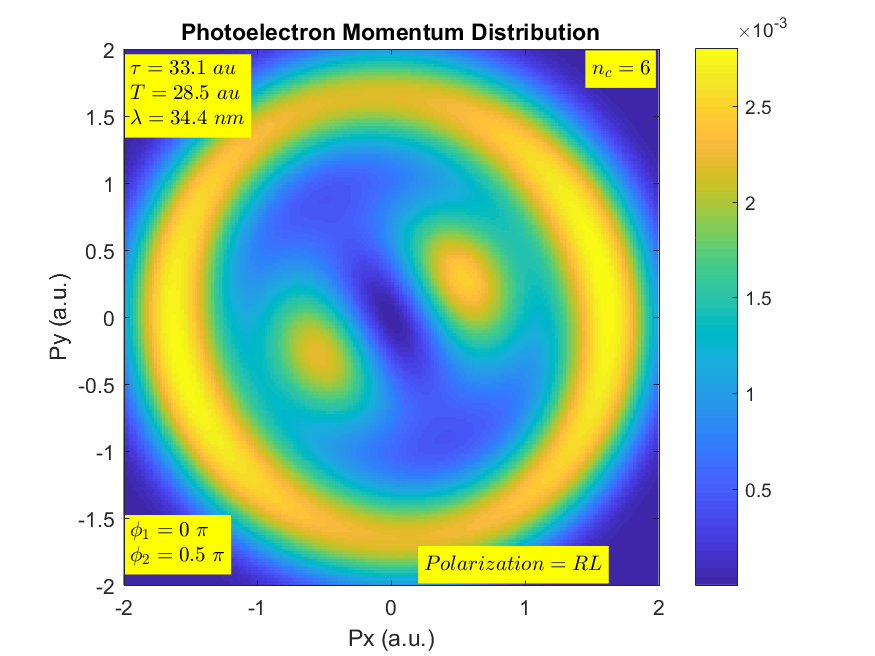 Photoelectron Momentum Distribution
×10⁻³
τ = 33.1 au
T = 28.5 au
λ = 34.4 nm
n_c = 6
2
1.5
1
0.5
0
-0.5
-1
-1.5
-2
Py (a.u.)
2.5
2
1.5
1
0.5
ϕ₁ = 0 π
ϕ₂ = 0.5 π
Polarization = RL
-2
-1
0
1
2
Px (a.u.)